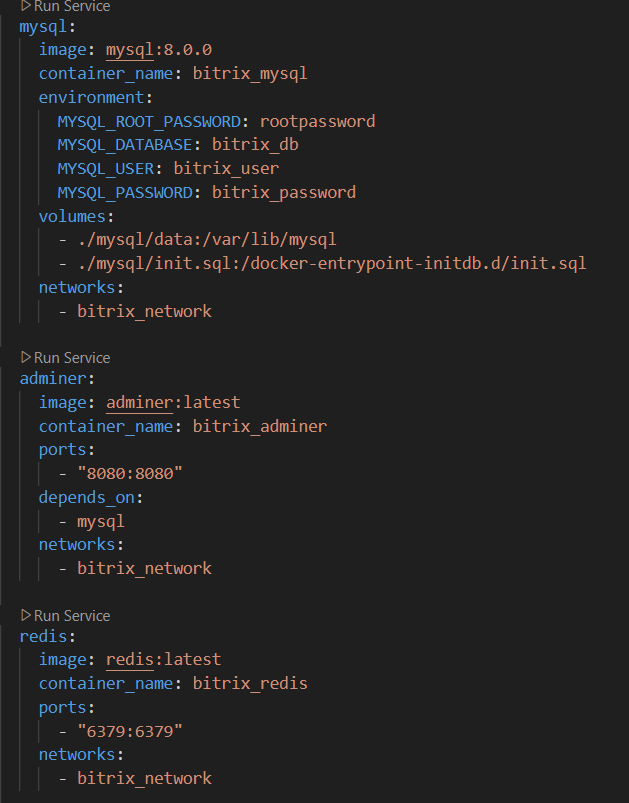 Run Service
mysql:
image: mysql:8.0.0
container_name: bitrix_mysql
environment:
MYSQL_ROOT_PASSWORD: rootpassword
MYSQL_DATABASE: bitrix_db
MYSQL_USER: bitrix_user
MYSQL_PASSWORD: bitrix_password
volumes:
- ./mysql/data:/var/lib/mysql
- ./mysql/init.sql:/docker-entrypoint-initdb.d/init.sql
networks:
- bitrix_network
Run Service
adminer:
image: adminer:latest
container_name: bitrix_adminer
ports:
- "8080:8080"
depends_on:
- mysql
networks:
- bitrix_network
Run Service
redis:
image: redis:latest
container_name: bitrix_redis
ports:
- "6379:6379"
networks:
- bitrix_network